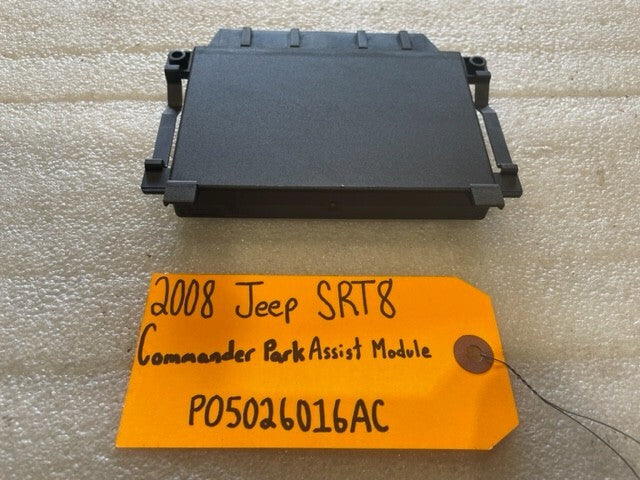 2008 Jeep SRT8
Commander Park Assist Module
P05026016AC